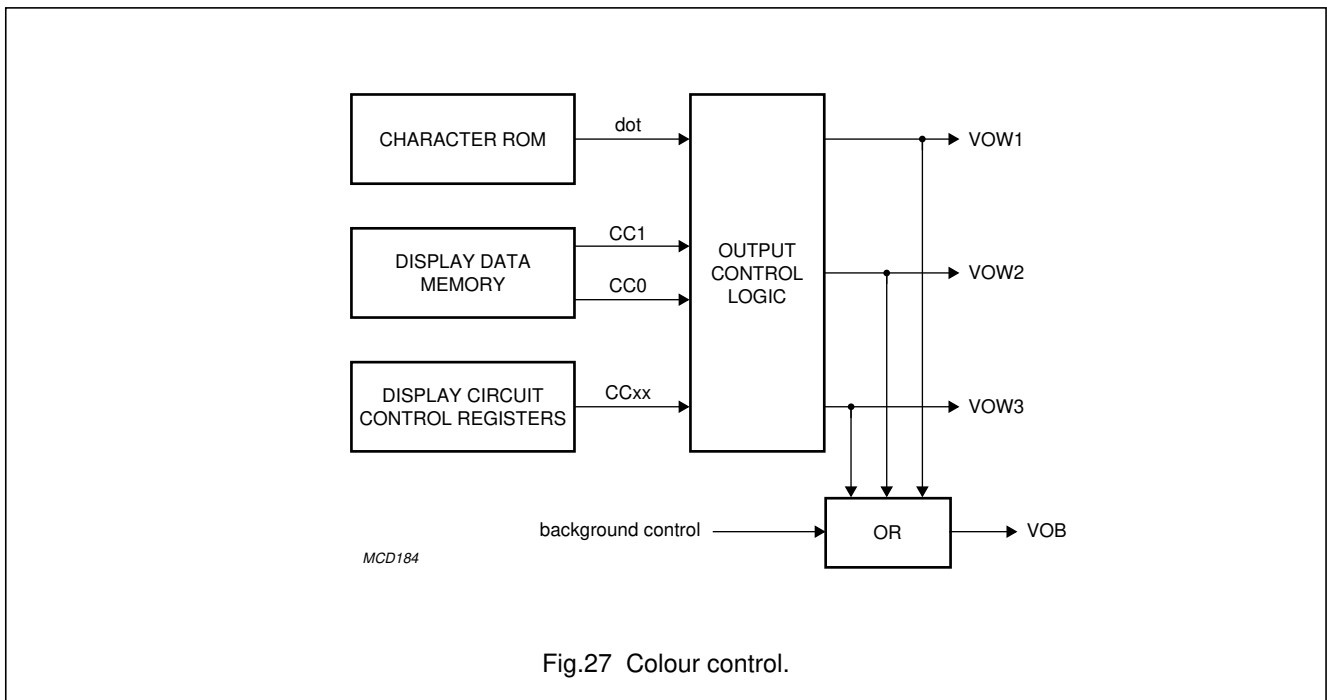 CHARACTER ROM
dot
VOW1
DISPLAY DATA
MEMORY
CC1
CC0
OUTPUT
CONTROL
LOGIC
VOW2
DISPLAY CIRCUIT
CONTROL REGISTERS
CCxx
VOW3
background control
OR
VOB
MCD184
Fig.27 Colour control.